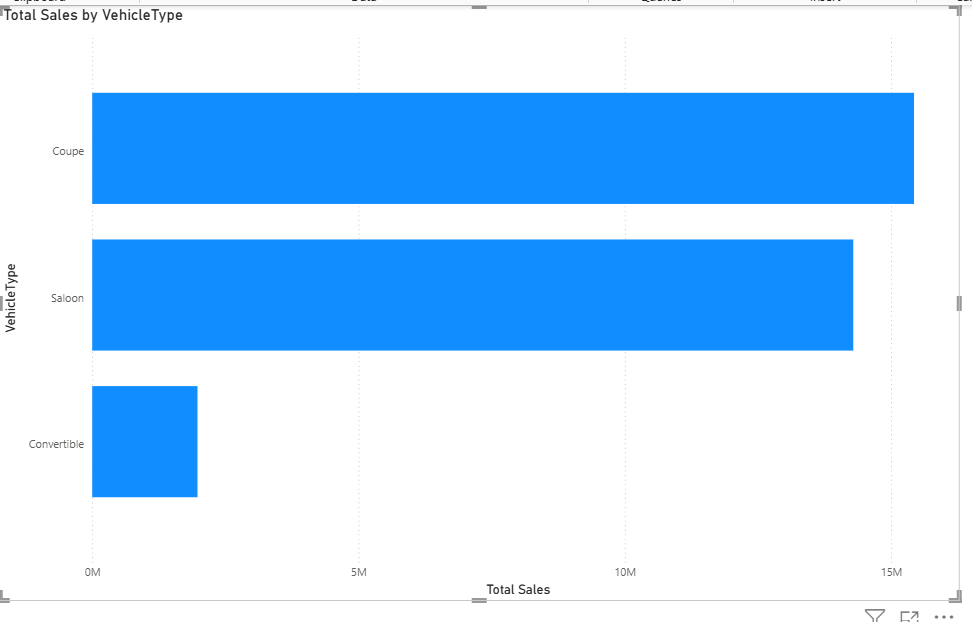 Total Sales by VehicleType
VehicleType
Coupe
Saloon
Convertible
0M 5M 10M 15M
Total Sales